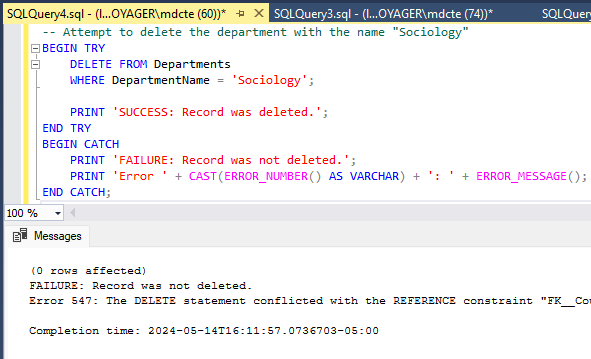 SQLQuery4.sql - (l...OYAGER\mdcte (60))* SQLQuery3.sql - (l...OYAGER\mdcte (74))* SQLQuery
-- Attempt to delete the department with the name "Sociology"
BEGIN TRY
DELETE FROM Departments
WHERE DepartmentName = 'Sociology';
PRINT 'SUCCESS: Record was deleted.';
END TRY
BEGIN CATCH
PRINT 'FAILURE: Record was not deleted.';
PRINT 'Error ' + CAST(ERROR_NUMBER() AS VARCHAR) + ': ' + ERROR_MESSAGE();
END CATCH;
100 %
Messages
(0 rows affected)
FAILURE: Record was not deleted.
Error 547: The DELETE statement conflicted with the REFERENCE constraint "FK__Cou
Completion time: 2024-05-14T16:11:57.0736703-05:00